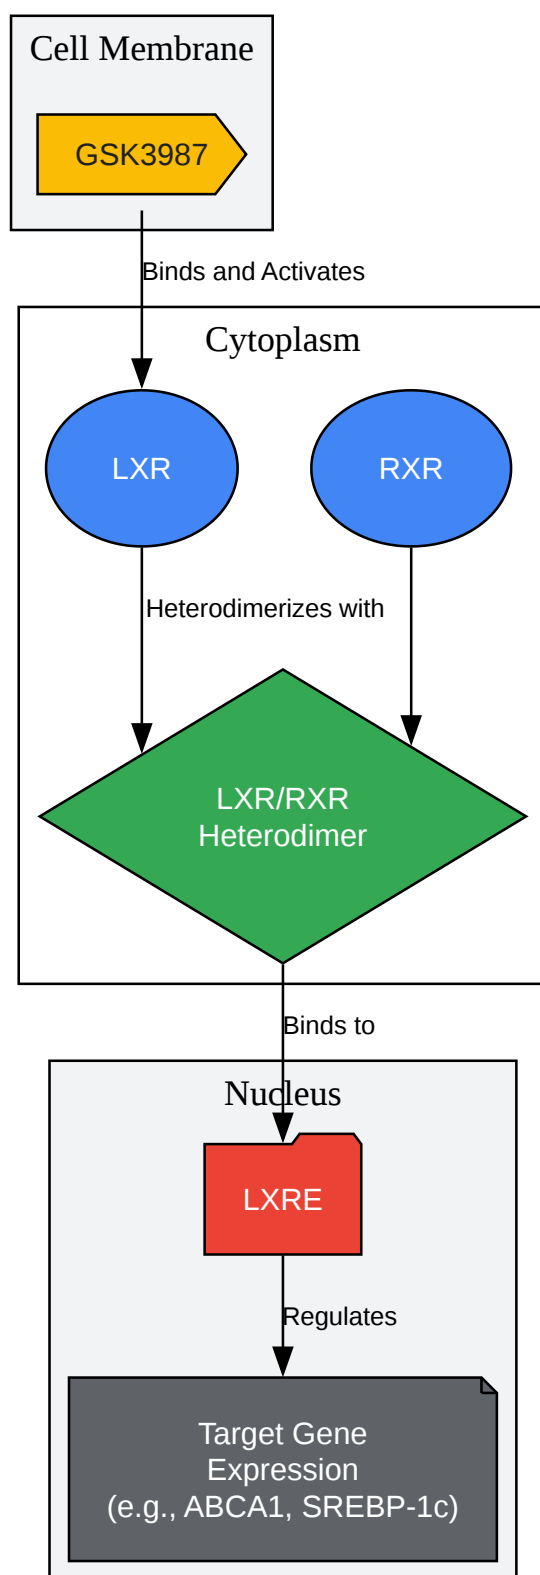 Cell Membrane
GSK3987
Binds and Activates
Cytoplasm
LXR
RXR
Heterodimerizes with
LXR/RXR
Heterodimer
Binds to
Nucleus
LXRE
Regulates
Target Gene
Expression
(e.g., ABCA1, SREBP-1c)